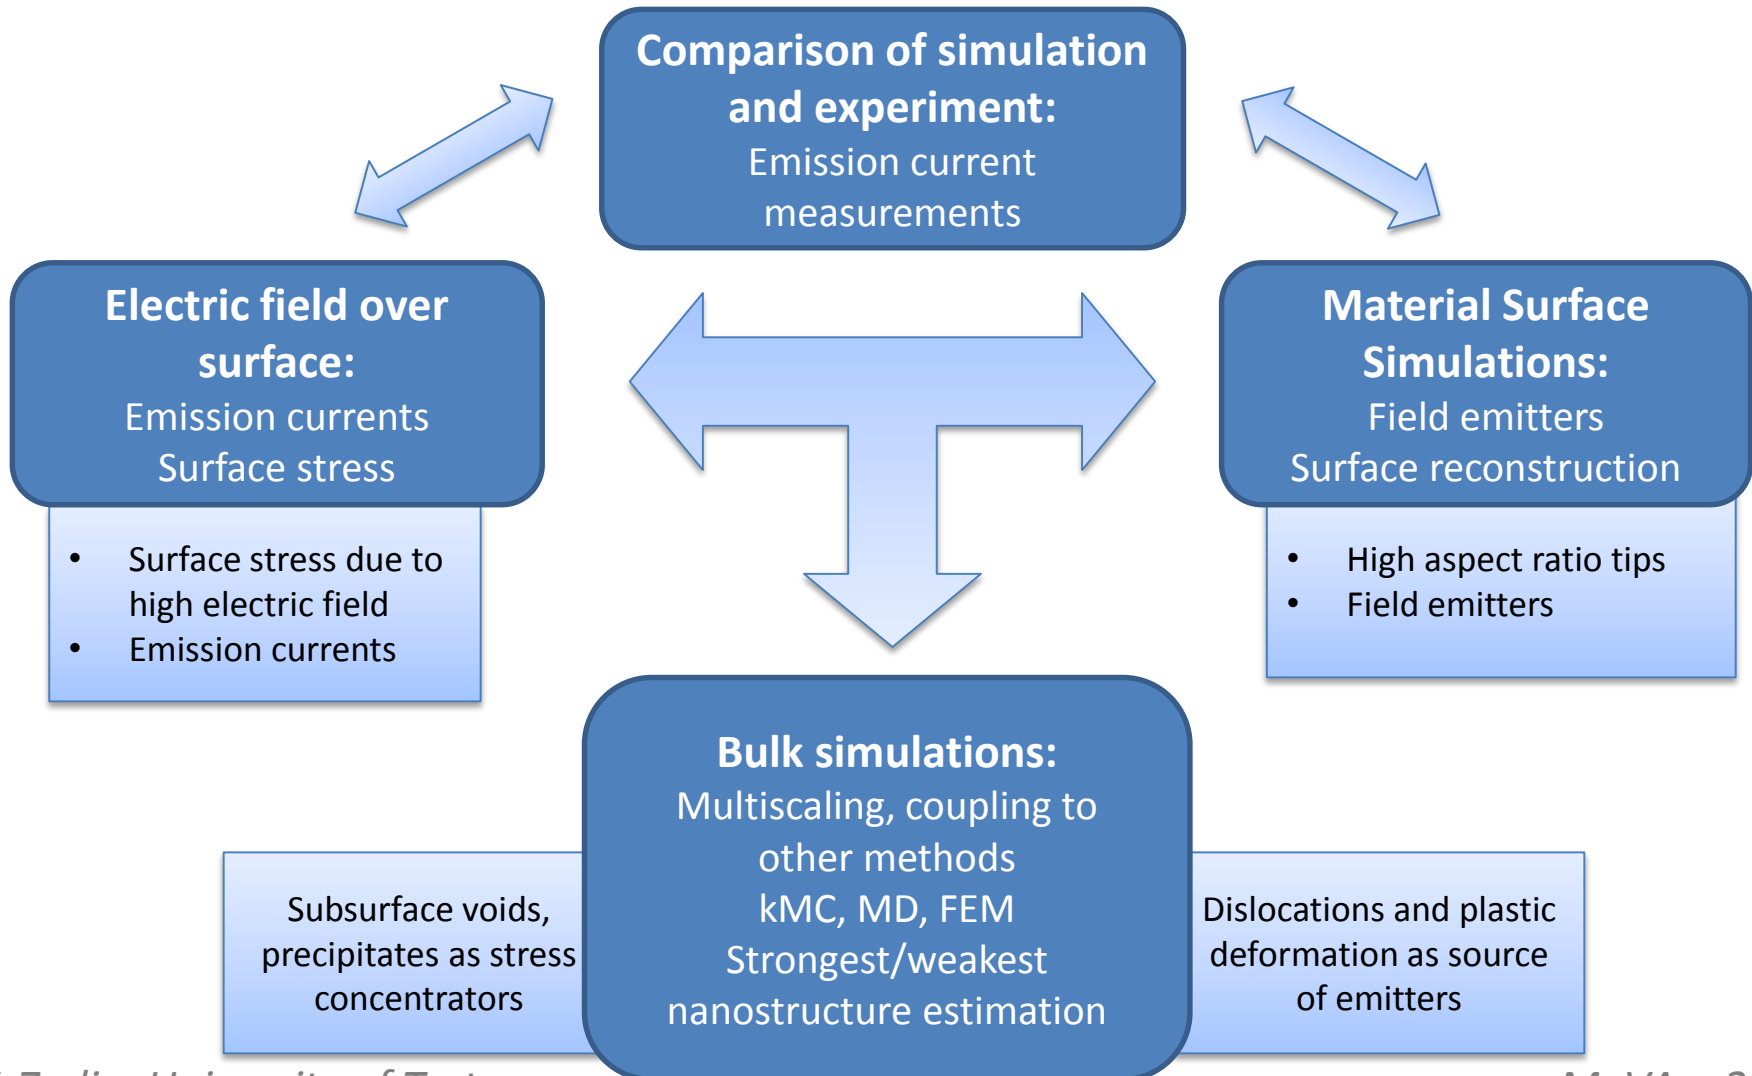 Comparison of simulation
and experiment:
Emission current
measurements
Electric field over
surface:
Emission currents
Surface stress
Material Surface
Simulations:
Field emitters
Surface reconstruction
• Surface stress due to
high electric field
• Emission currents
• High aspect ratio tips
• Field emitters
Bulk simulations:
Multiscaling, coupling to
other methods
kMC, MD, FEM
Strongest/weakest
nanostructure estimation
Subsurface voids,
precipitates as stress
concentrators
Dislocations and plastic
deformation as source
of emitters
University of